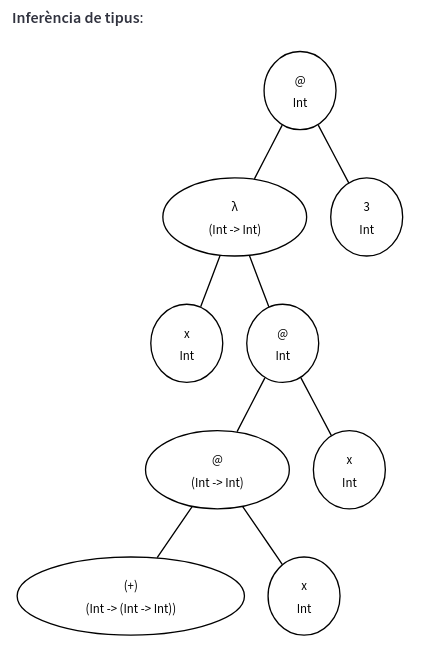 Inferència de tipus:
@
Int
λ
(Int -> Int)
3
Int
x
Int
@
Int
@
(Int -> Int)
x
Int
(+)
(Int -> (Int -> Int))
x
Int